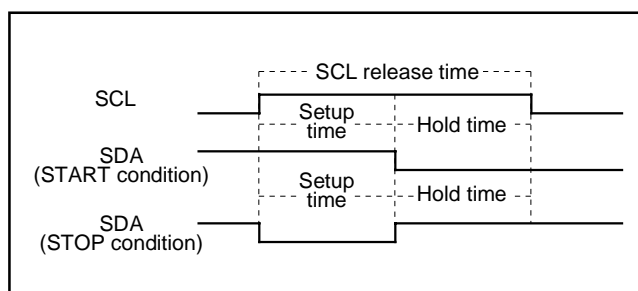 SCL release time
SCL
Setup
time
Hold time
SDA
(START condition)
Setup
time
Hold time
SDA
(STOP condition)